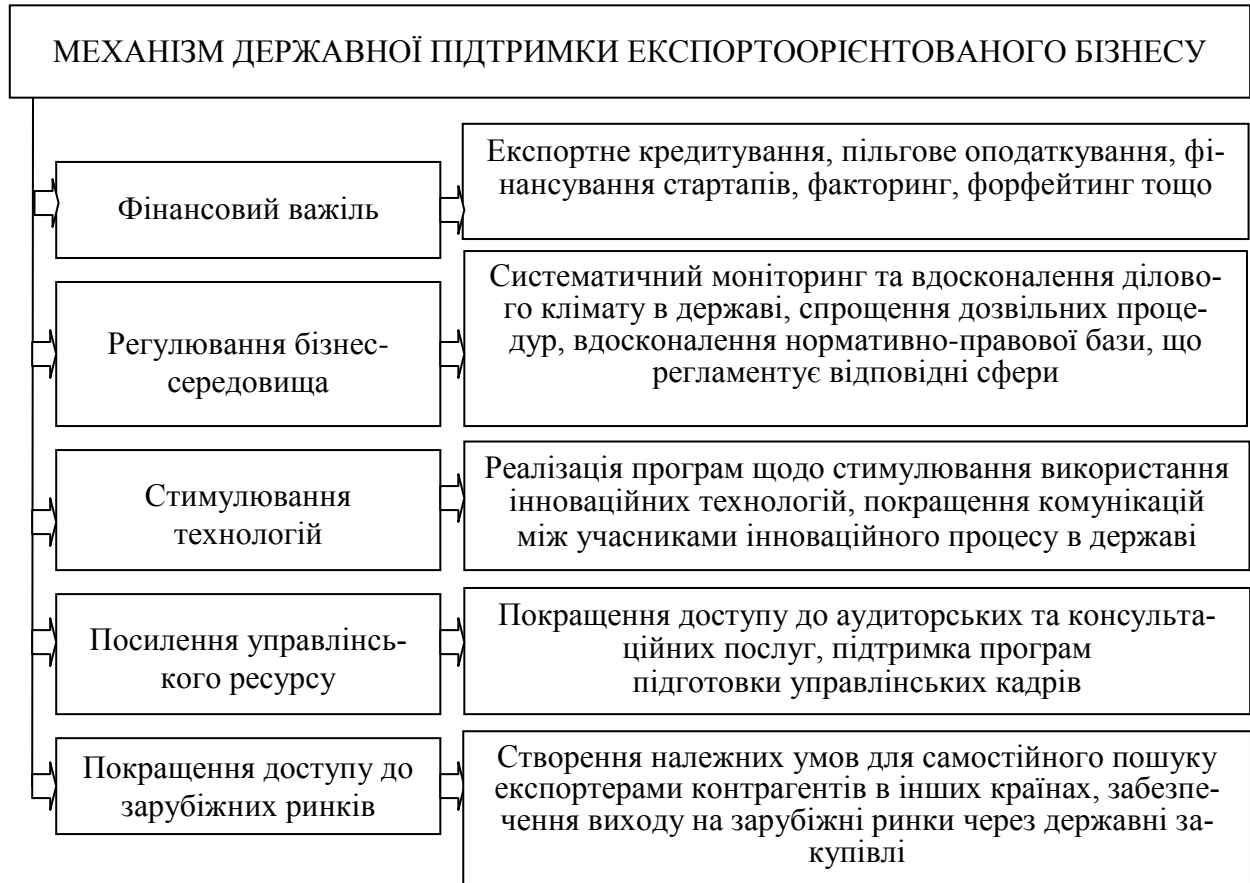 МЕХАНІЗМ ДЕРЖАВНОЇ ПІДТРИМКИ ЕКСПОРТООРІЄНТОВАНОГО БІЗНЕСУ
Фінансовий важіль
Експортне кредитування, пільгове оподаткування, фі-
нансування стартапів, факторинг, форфейтинг тощо
Регулювання бізнес-
середовища
Систематичний моніторинг та вдосконалення ділово-
го клімату в державі, спрощення дозвільних проце-
дур, вдосконалення нормативно-правової бази, що
регламентує відповідні сфери
Стимулювання
технологій
Реалізація програм щодо стимулювання використання
інноваційних технологій, покращення комунікацій
між учасниками інноваційного процесу в державі
Посилення управлінсь-
кого ресурсу
Покращення доступу до аудиторських та консульта-
ційних послуг, підтримка програм
підготовки управлінських кадрів
Покращення доступу до
зарубіжних ринків
Створення належних умов для самостійного пошуку
експортерами контрагентів в інших країнах, забезпе-
чення виходу на зарубіжні ринки через державні за-
купівлі